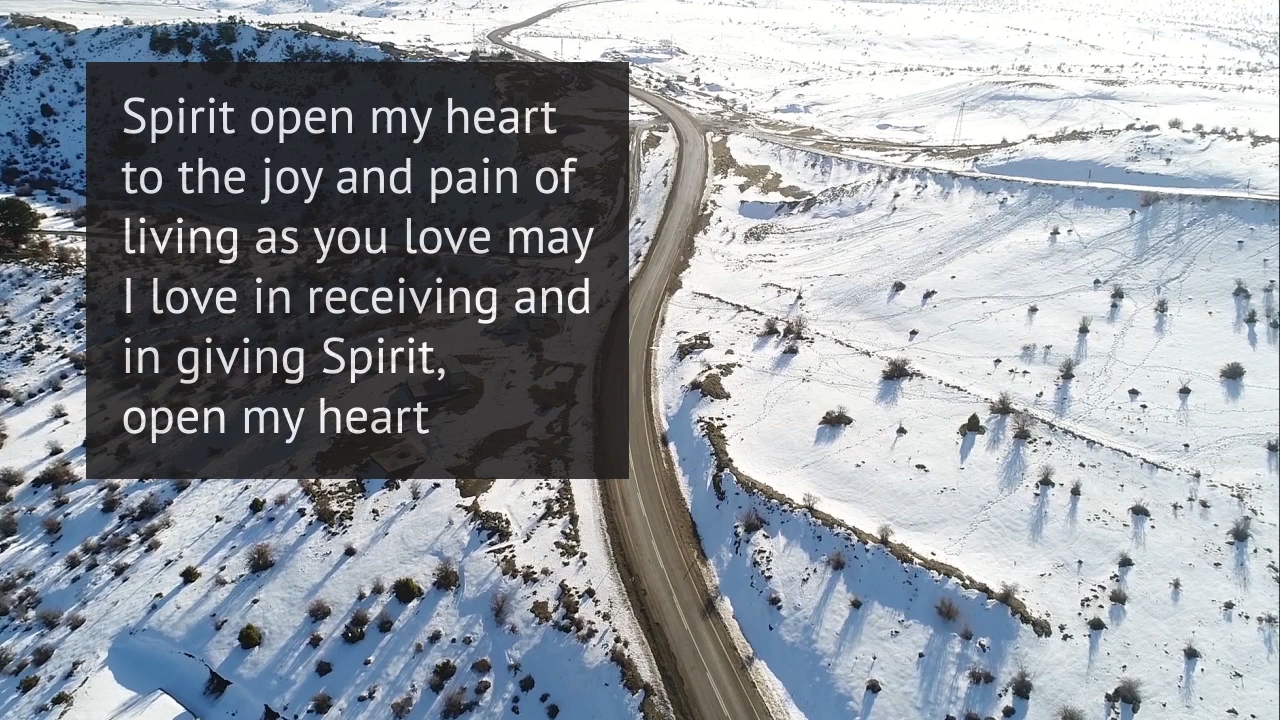 Spirit open my heart
to the joy and pain of
living as you love may
I love in receiving and
in giving Spirit,
open my heart